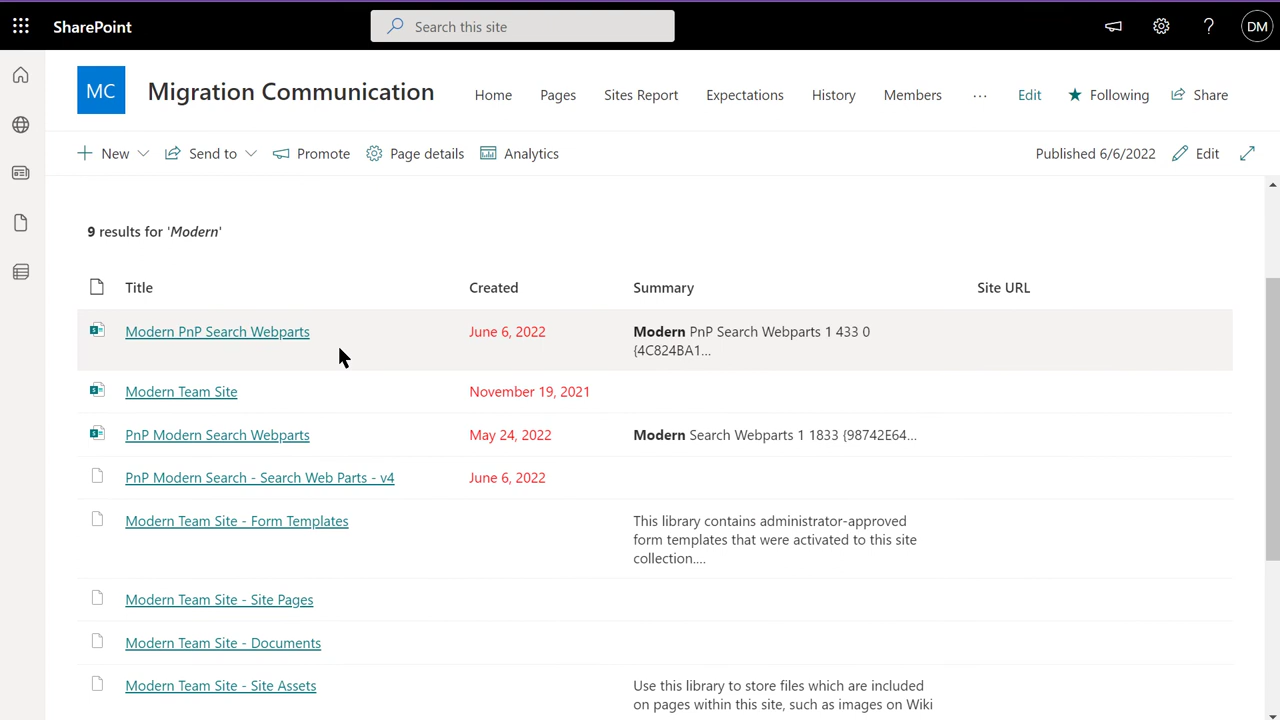 SharePoint
Search this site
DM
MC
Migration Communication
Home
Pages
Sites Report
Expectations
History
Members
...
Edit
Following
Share
New
Send to
Promote
Page details
Analytics
Published 6/6/2022
Edit
9 results for 'Modern'
Title
Created
Summary
Site URL
Modern PnP Search Webparts
June 6, 2022
Modern PnP Search Webparts 1 433 0
{4C824BA1...
Modern Team Site
November 19, 2021
PnP Modern Search Webparts
May 24, 2022
Modern Search Webparts 1 1833 {98742E64...
PnP Modern Search - Search Web Parts - v4
June 6, 2022
Modern Team Site - Form Templates
This library contains administrator-approved
form templates that were activated to this site
collection....
Modern Team Site - Site Pages
Modern Team Site - Documents
Modern Team Site - Site Assets
Use this library to store files which are included
on pages within this site, such as images on Wiki